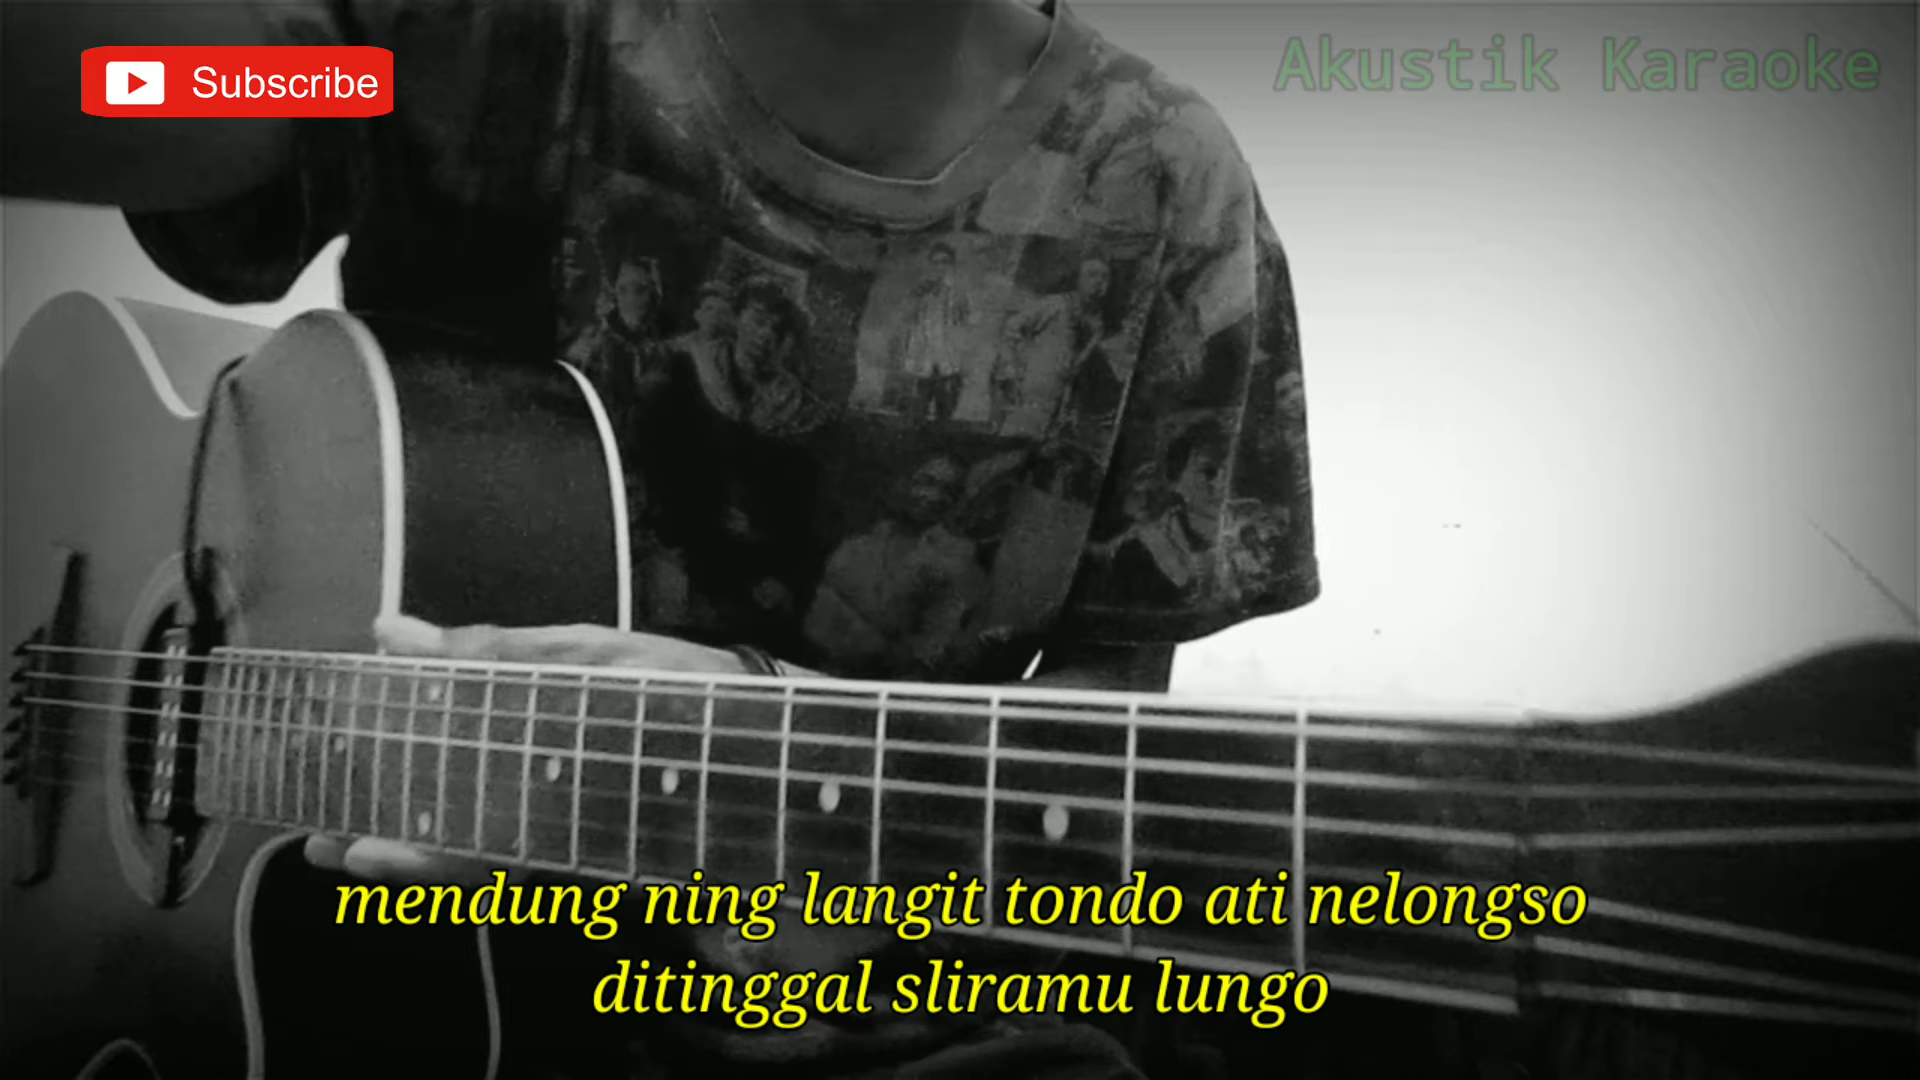 Subscribe
Akustik Karaoke
mendung ning langit tondo ati nelongso
ditinggal sliramu lungo